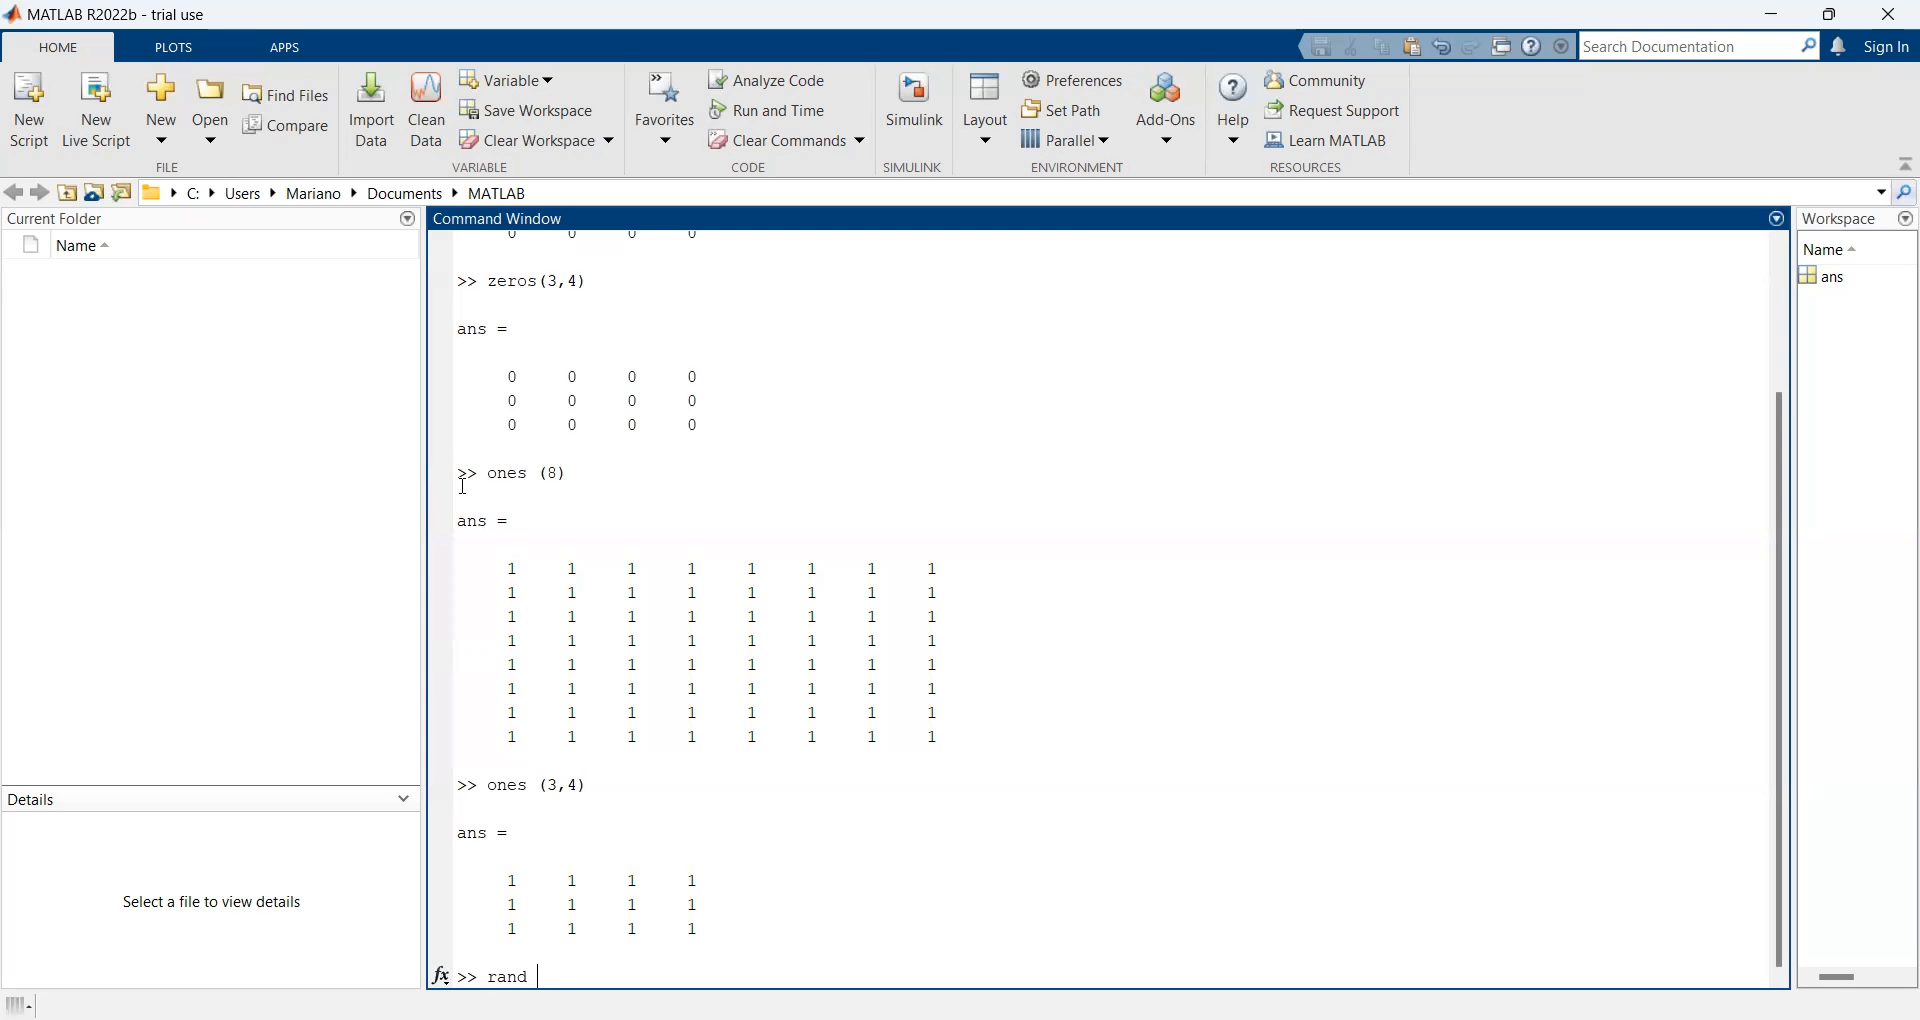 MATLAB R2022b - trial use
HOME PLOTS APPS
Search Documentation
Sign In
New Script
New Live Script
New
Open
Find Files
Compare
FILE
Import Data
Clean Data
Variable
Save Workspace
Clear Workspace
VARIABLE
Favorites
Analyze Code
Run and Time
Clear Commands
CODE
Simulink
SIMULINK
Layout
Preferences
Set Path
Parallel
Add-Ons
ENVIRONMENT
Help
Community
Request Support
Learn MATLAB
RESOURCES
C: Users Mariano Documents MATLAB
Current Folder
Name
Details
Select a file to view details
Command Window
0 0 0 0
>> zeros(3,4)
ans =
0 0 0 0
0 0 0 0
0 0 0 0
>> ones (8)
ans =
1 1 1 1 1 1 1 1
1 1 1 1 1 1 1 1
1 1 1 1 1 1 1 1
1 1 1 1 1 1 1 1
1 1 1 1 1 1 1 1
1 1 1 1 1 1 1 1
1 1 1 1 1 1 1 1
1 1 1 1 1 1 1 1
>> ones (3,4)
ans =
1 1 1 1
1 1 1 1
1 1 1 1
fx >> rand
Workspace
Name
ans